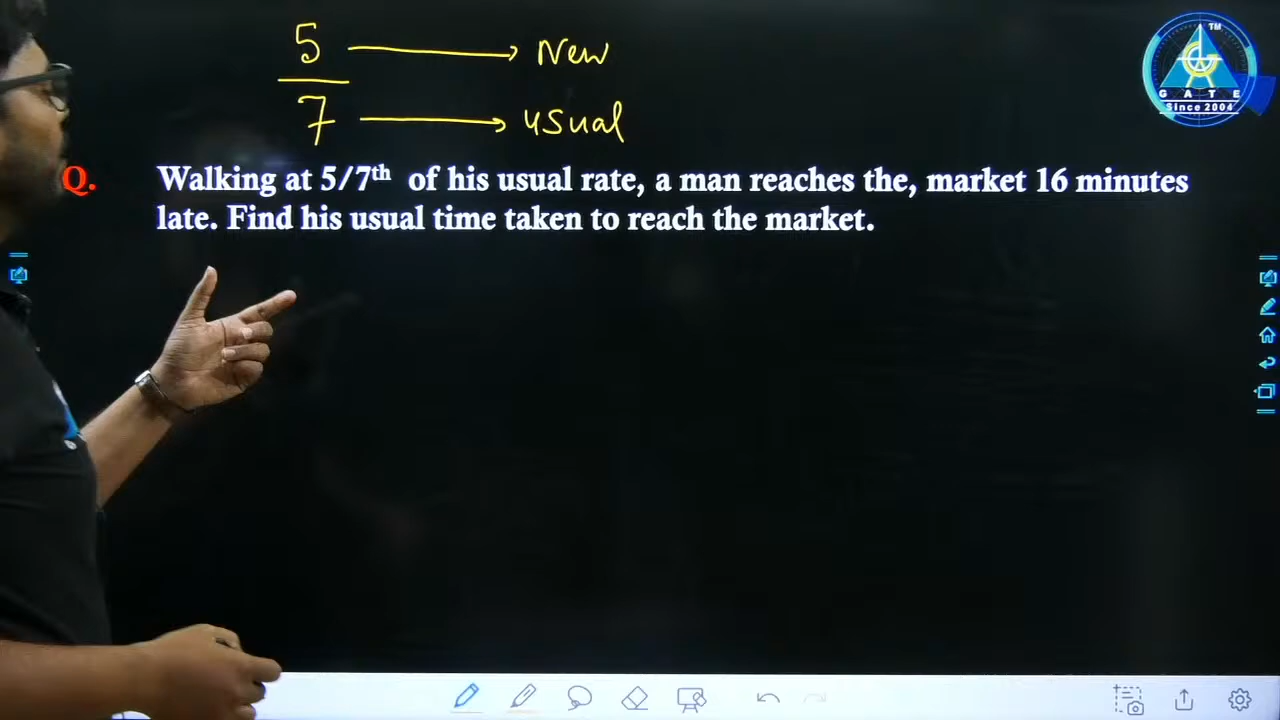 5 → New
7 → usual
Q. Walking at 5/7th of his usual rate, a man reaches the, market 16 minutes
late. Find his usual time taken to reach the market.
TM
GATE
Since 2004